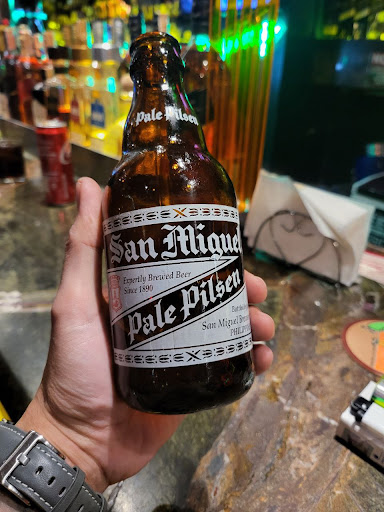 Pale Pilsen
San Miguel
Expertly Brewed Beer
Since 1890
Pale Pilsen
San Miguel